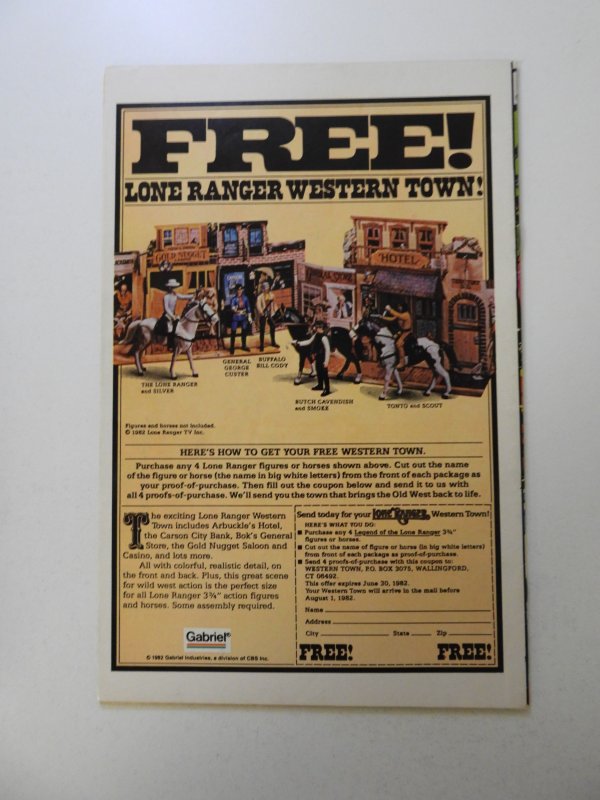 FREE!
LONE RANGER WESTERN TOWN!
GOLD NUGGET
HOTEL
GENERAL STORE
THE LONE RANGER
and SILVER
GENERAL
GEORGE
CUSTER
BUFFALO
BILL CODY
BUTCH CAVENDISH
and SMOKE
TONTO and SCOUT
Figures and horses not included.
© 1982 Lone Ranger TV Inc.
HERE'S HOW TO GET YOUR FREE WESTERN TOWN.
Purchase any 4 Lone Ranger figures or horses shown above. Cut out the name
of the figure or horse (the name in big white letters) from the front of each package as
your proof-of-purchase. Then fill out the coupon below and send it to us with
all 4 proofs-of-purchase. We'll send you the town that brings the Old West back to life.
The exciting Lone Ranger Western
Town includes Arbuckle's Hotel,
the Carson City Bank, Bok's General
Store, the Gold Nugget Saloon and
Casino, and lots more.
All with colorful, realistic detail, on
the front and back. Plus, this great scene
for wild west action is the perfect size
for all Lone Ranger 3¾" action figures
and horses. Some assembly required.
Gabriel®
© 1982 Gabriel Industries, a division of CBS Inc.
Send today for your LONE RANGER Western Town!
HERE'S WHAT YOU DO:
■ Purchase any 4 Legend of the Lone Ranger 3¾"
figures or horses.
■ Cut out the name of figure or horse (in big white letters)
from front of each package as proof-of-purchase.
■ Send 4 proofs-of-purchase with this coupon to:
WESTERN TOWN, P.O. BOX 3075, WALLINGFORD,
CT 06492.
This offer expires June 30, 1982.
Your Western Town will arrive in the mail before
August 1, 1982.
Name
Address
City State Zip
FREE! FREE!